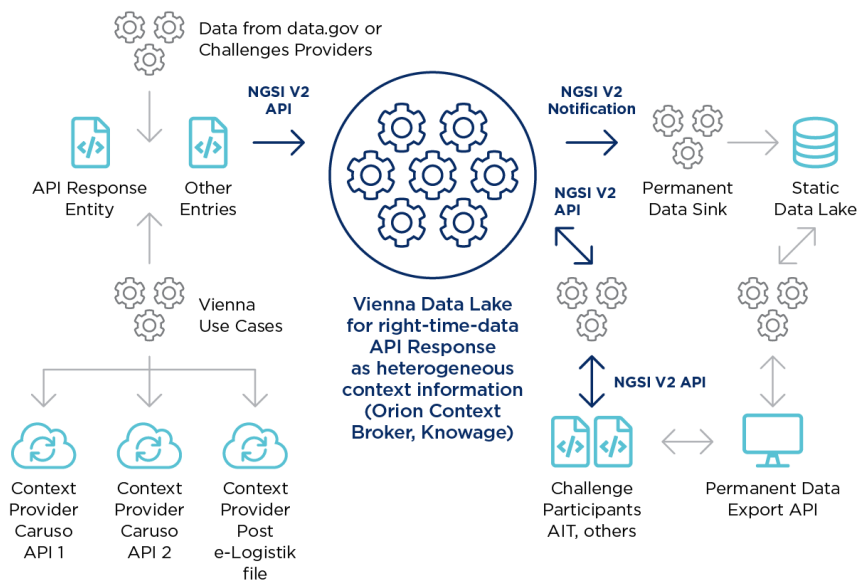 Data from data.gov or
Challenges Providers
NGSI V2
API
NGSI V2
Notification
API Response
Entity
Other
Entries
NGSI V2
API
Permanent
Data Sink
Static
Data Lake
Vienna
Use Cases
Vienna Data Lake
for right-time-data
API Response
as heterogeneous
context information
(Orion Context
Broker, Knowage)
NGSI V2 API
Context
Provider
Caruso
API 1
Context
Provider
Caruso
API 2
Context
Provider
Post
e-Logistik
file
Challenge
Participants
AIT, others
Permanent Data
Export API